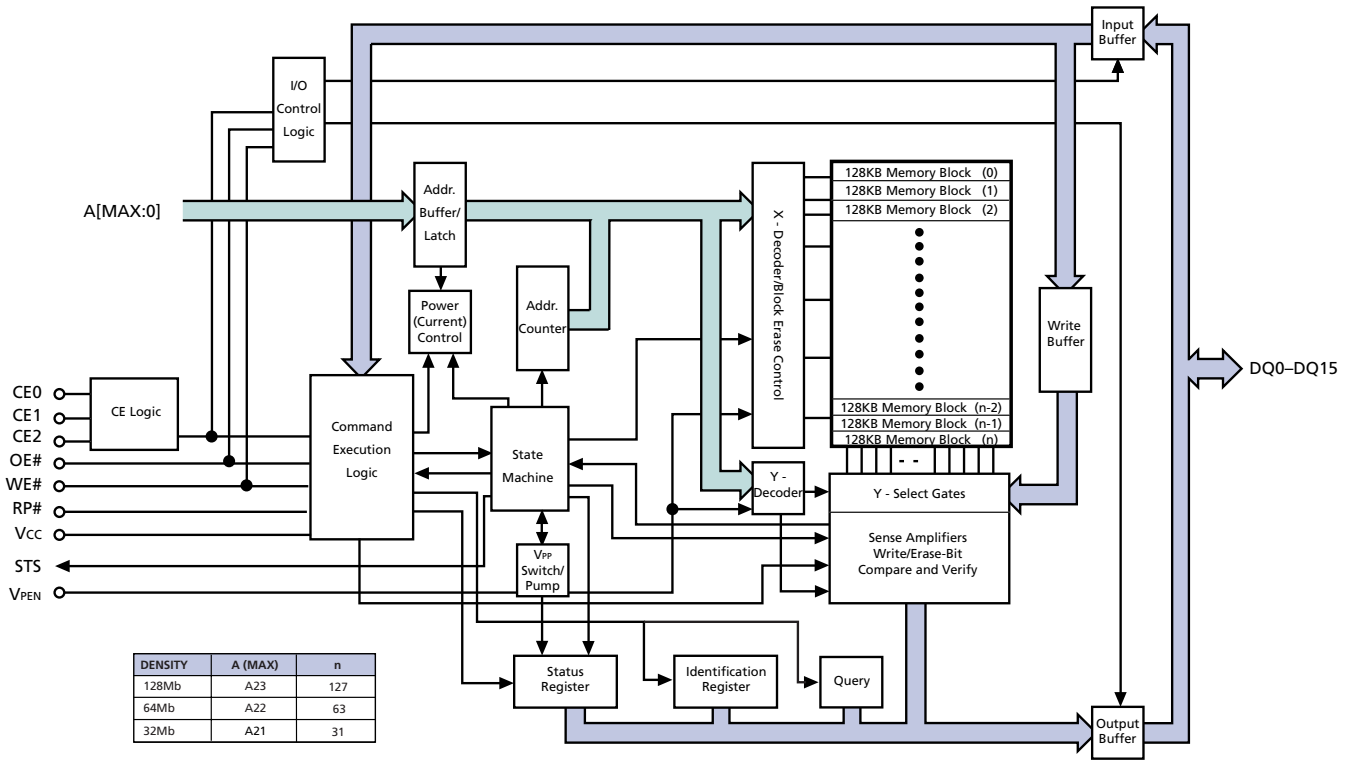 Input
Buffer
I/O
Control
Logic
A[MAX:0]
Addr.
Buffer/
Latch
X - Decoder/Block Erase Control
128KB Memory Block (0)
128KB Memory Block (1)
128KB Memory Block (2)
128KB Memory Block (n-2)
128KB Memory Block (n-1)
128KB Memory Block (n)
Power
(Current)
Control
Addr.
Counter
Write
Buffer
DQ0–DQ15
CE0
CE1
CE2
OE#
WE#
RP#
VCC
STS
VPEN
CE Logic
Command
Execution
Logic
State
Machine
Y -
Decoder
Y - Select Gates
Sense Amplifiers
Write/Erase-Bit
Compare and Verify
VPP
Switch/
Pump
Status
Register
Identification
Register
Query
Output
Buffer
DENSITY A (MAX) n
128Mb A23 127
64Mb A22 63
32Mb A21 31